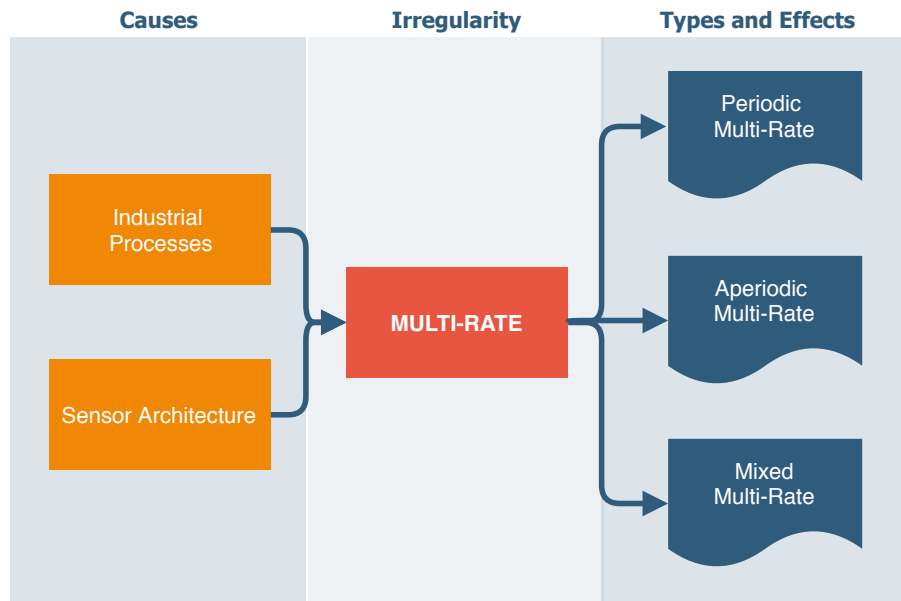 Causes
Irregularity
Types and Effects
Industrial
Processes
Sensor Architecture
MULTI-RATE
Periodic
Multi-Rate
Aperiodic
Multi-Rate
Mixed
Multi-Rate